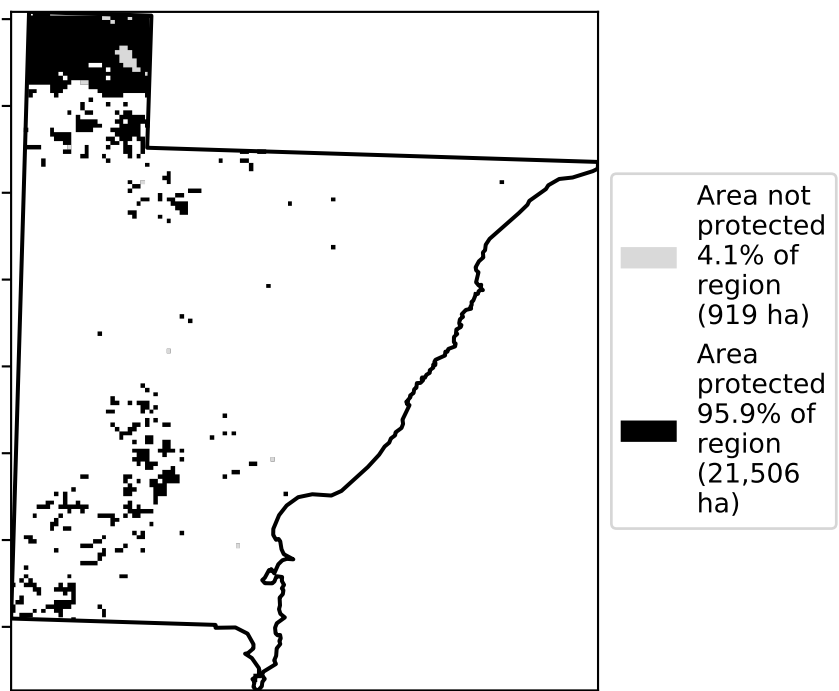 Area not
protected
4.1% of
region
(919 ha)
Area
protected
95.9% of
region
(21,506
ha)